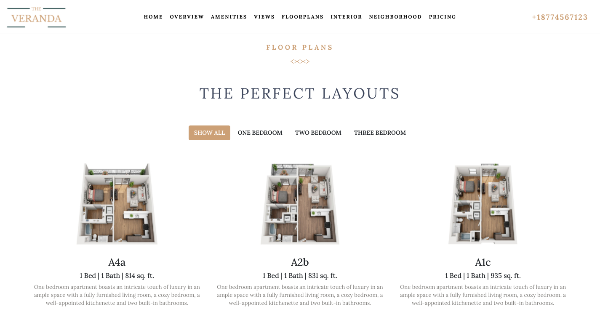 THE
VERANDA
HOME OVERVIEW AMENITIES VIEWS FLOORPLANS INTERIOR NEIGHBORHOOD PRICING
+18774567123
FLOOR PLANS
THE PERFECT LAYOUTS
SHOW ALL ONE BEDROOM TWO BEDROOM THREE BEDROOM
A4a
1 Bed | 1 Bath | 814 sq. ft.
One bedroom apartment boasts an intricate touch of luxury in an
ample space with a fully furnished living room, a cozy bedroom, a
well-appointed kitchenette and two built-in bathrooms.
A2b
1 Bed | 1 Bath | 831 sq. ft.
One bedroom apartment boasts an intricate touch of luxury in an
ample space with a fully furnished living room, a cozy bedroom, a
well-appointed kitchenette and two built-in bathrooms.
A1c
1 Bed | 1 Bath | 935 sq. ft.
One bedroom apartment boasts an intricate touch of luxury in an
ample space with a fully furnished living room, a cozy bedroom, a
well-appointed kitchenette and two built-in bathrooms.